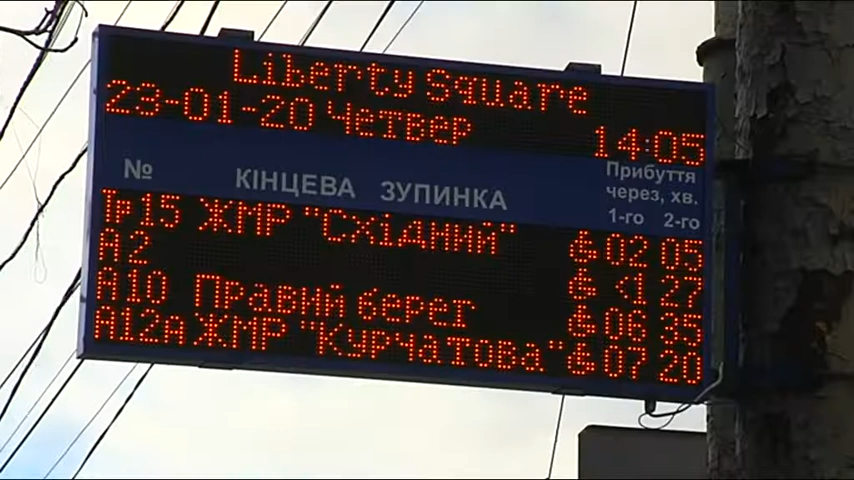 Liberty Square
23-01-20 Четвер 14:05
№ КІНЦЕВА ЗУПИНКА Прибуття
через, хв.
1-го 2-го
Тр15 ЖМР "СХІДНИЙ" 02 05
А2 <1 27
А10 Правий берег 06 35
А12а ЖМР "Курчатова" 07 20